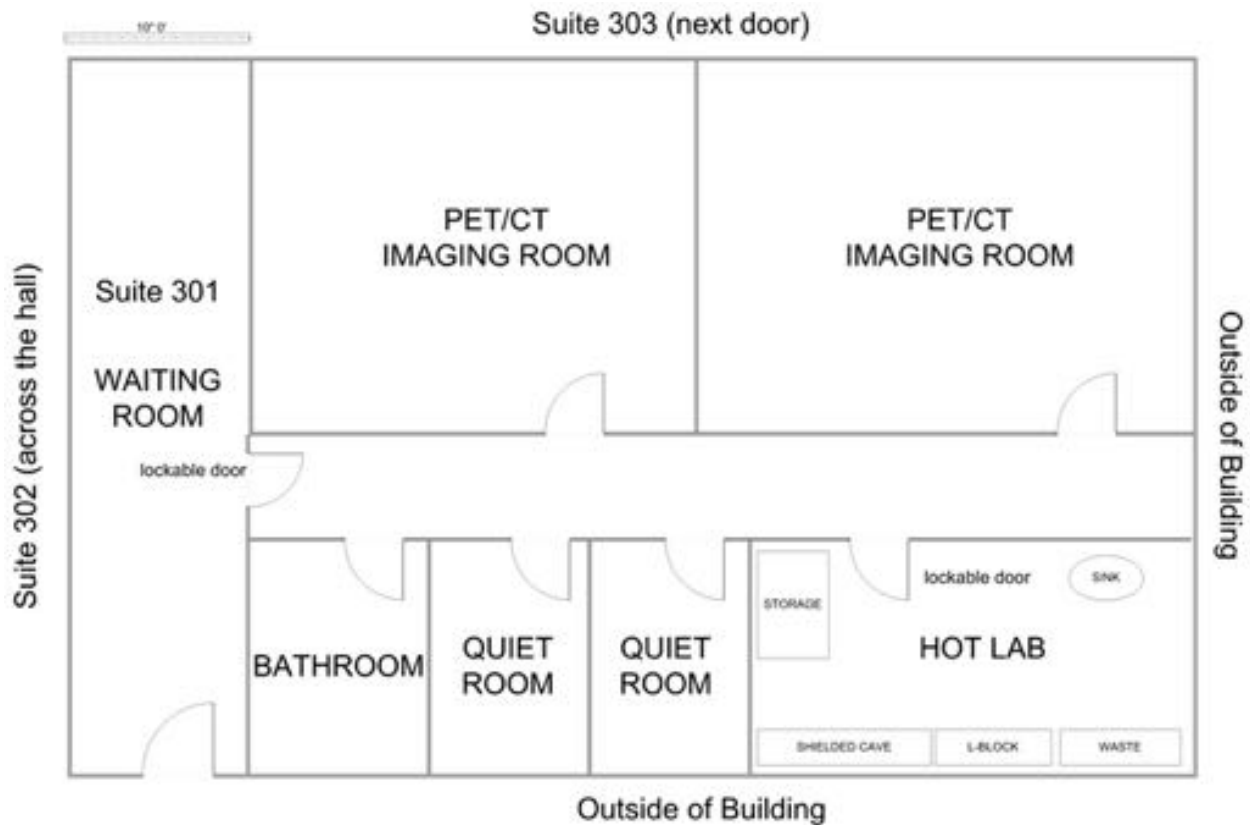 10" 0'
Suite 303 (next door)
PET/CT
IMAGING ROOM
PET/CT
IMAGING ROOM
Suite 301
WAITING
ROOM
Suite 302 (across the hall)
Outside of Building
lockable door
BATHROOM
QUIET
ROOM
QUIET
ROOM
STORAGE
lockable door
SINK
HOT LAB
SHIELDED CAVE
L-BLOCK
WASTE
Outside of Building